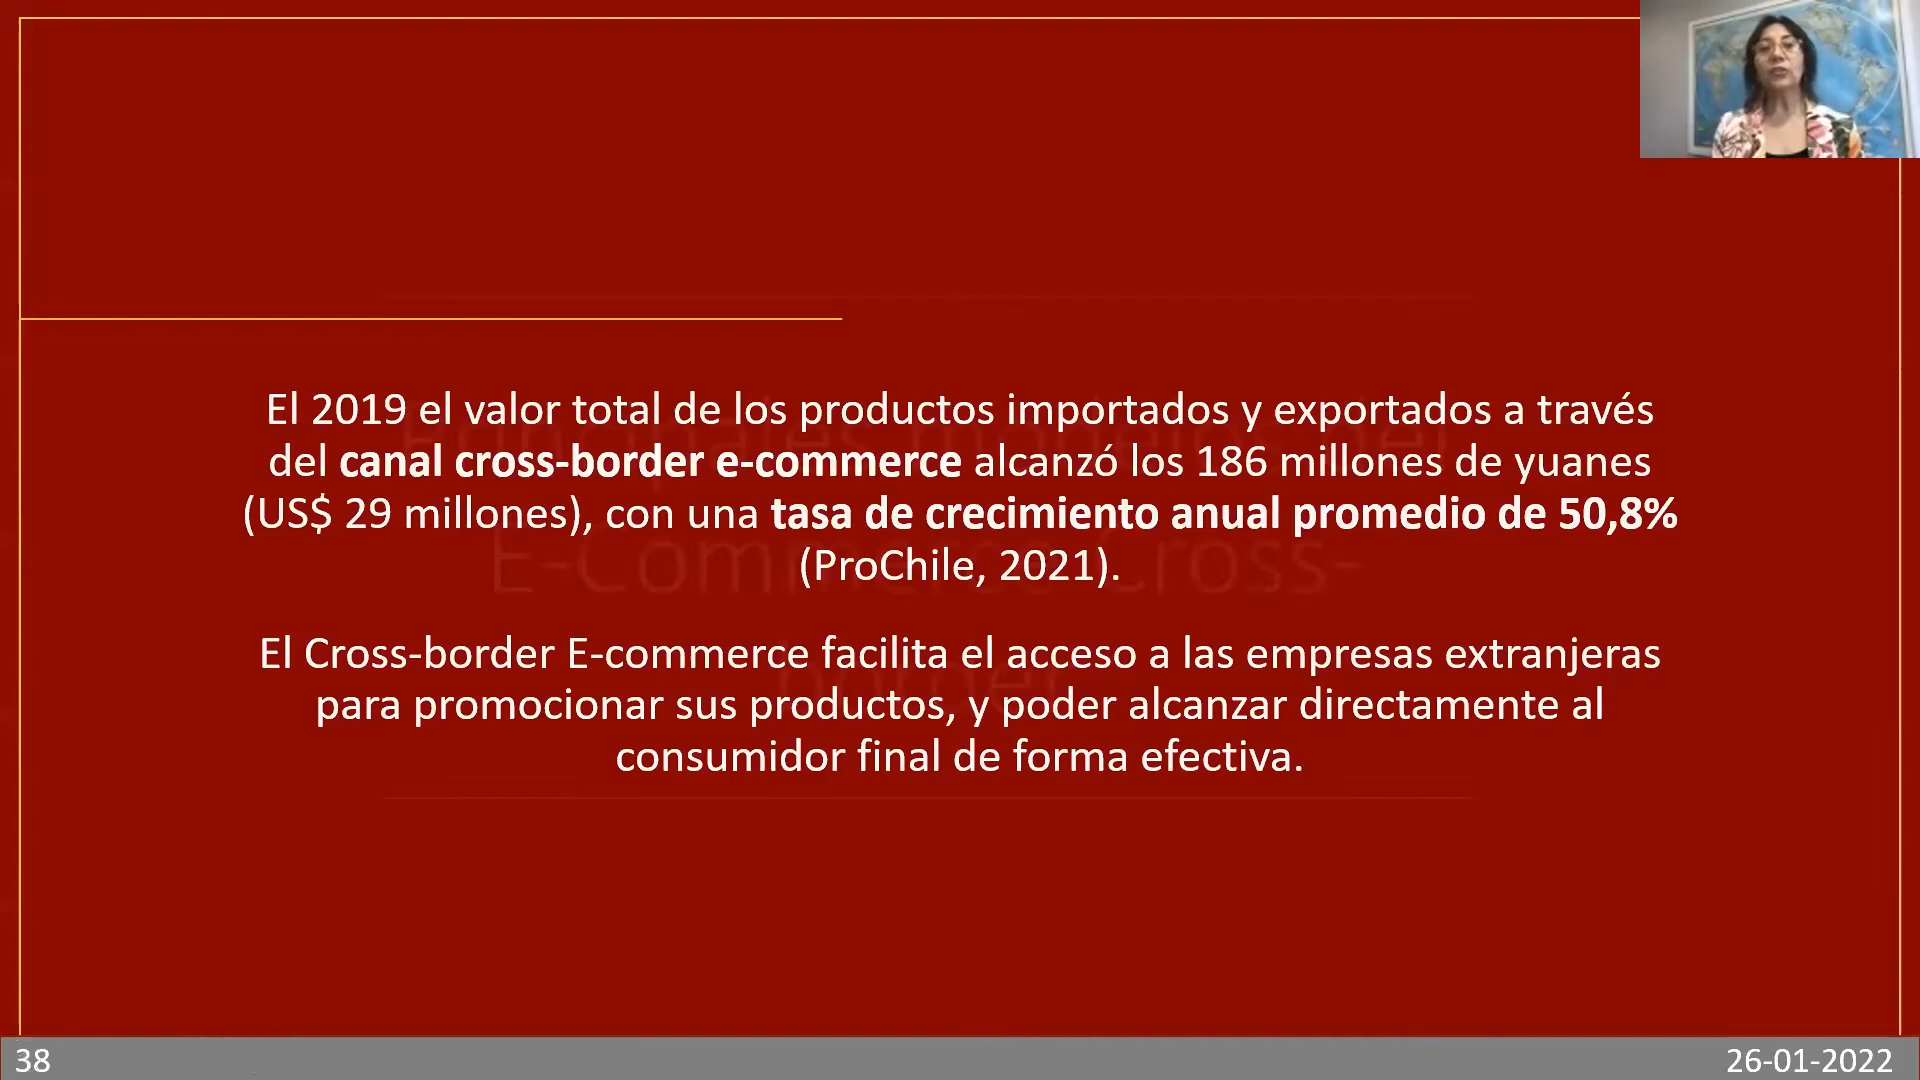 El 2019 el valor total de los productos importados y exportados a través
del canal cross-border e-commerce alcanzó los 186 millones de yuanes
(US$ 29 millones), con una tasa de crecimiento anual promedio de 50,8%
(ProChile, 2021).
El Cross-border E-commerce facilita el acceso a las empresas extranjeras
para promocionar sus productos, y poder alcanzar directamente al
consumidor final de forma efectiva.
38
26-01-2022